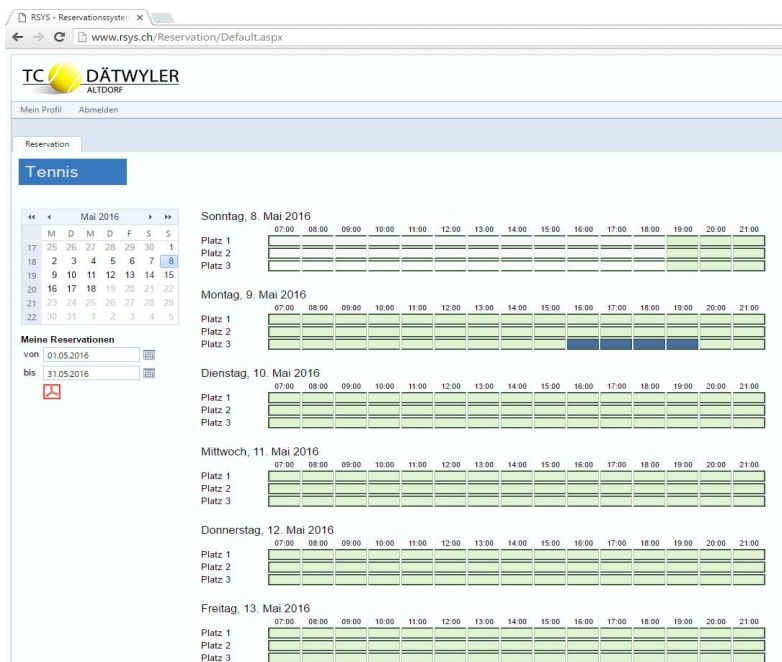 RSYS - Reservationssystem
www.rsys.ch/Reservation/Default.aspx
TC DÄTWYLER
ALTDORF
Mein Profil Abmelden
Reservation
Tennis
Mai 2016
M D M D F S S
17 25 26 27 28 29 30 1
18 2 3 4 5 6 7 8
19 9 10 11 12 13 14 15
20 16 17 18 19 20 21 22
21 23 24 25 26 27 28 29
22 30 31 1 2 3 4 5
Meine Reservationen
von 01.05.2016
bis 31.05.2016
Sonntag, 8. Mai 2016
07:00 08:00 09:00 10:00 11:00 12:00 13:00 14:00 15:00 16:00 17:00 18:00 19:00 20:00 21:00
Platz 1
Platz 2
Platz 3
Montag, 9. Mai 2016
07:00 08:00 09:00 10:00 11:00 12:00 13:00 14:00 15:00 16:00 17:00 18:00 19:00 20:00 21:00
Platz 1
Platz 2
Platz 3
Dienstag, 10. Mai 2016
07:00 08:00 09:00 10:00 11:00 12:00 13:00 14:00 15:00 16:00 17:00 18:00 19:00 20:00 21:00
Platz 1
Platz 2
Platz 3
Mittwoch, 11. Mai 2016
07:00 08:00 09:00 10:00 11:00 12:00 13:00 14:00 15:00 16:00 17:00 18:00 19:00 20:00 21:00
Platz 1
Platz 2
Platz 3
Donnerstag, 12. Mai 2016
07:00 08:00 09:00 10:00 11:00 12:00 13:00 14:00 15:00 16:00 17:00 18:00 19:00 20:00 21:00
Platz 1
Platz 2
Platz 3
Freitag, 13. Mai 2016
07:00 08:00 09:00 10:00 11:00 12:00 13:00 14:00 15:00 16:00 17:00 18:00 19:00 20:00 21:00
Platz 1
Platz 2
Platz 3